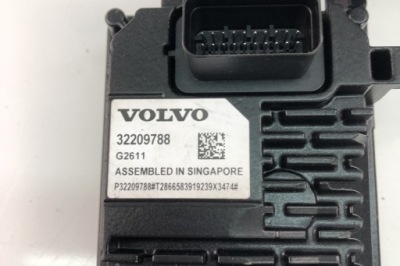 VOLVO
32209788
G2611
ASSEMBLED IN SINGAPORE
P32209788#T2866583919239X3474#